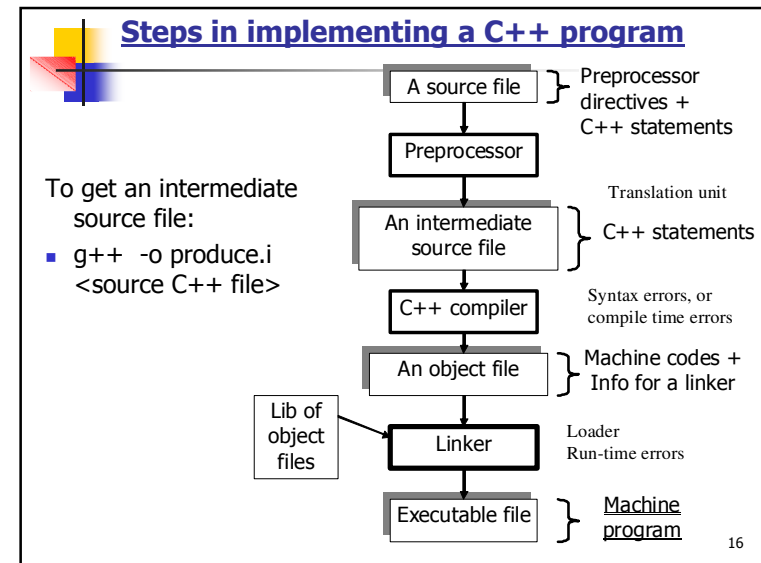 Steps in implementing a C++ program
A source file
Preprocessor
directives +
C++ statements
Preprocessor
To get an intermediate
source file:
g++ -o produce.i
<source C++ file>
Translation unit
An intermediate
source file
C++ statements
C++ compiler
Syntax errors, or
compile time errors
An object file
Machine codes +
Info for a linker
Lib of
object
files
Linker
Loader
Run-time errors
Executable file
Machine
program
16